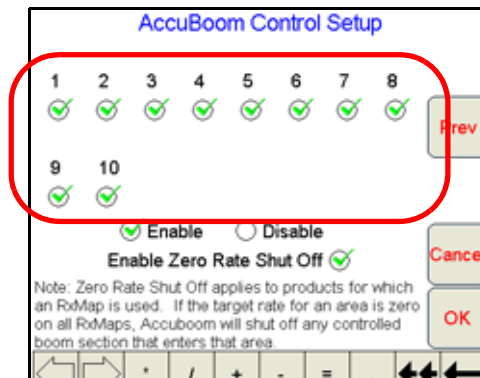 AccuBoom Control Setup
1 2 3 4 5 6 7 8
Prev
9 10
Enable Disable
Enable Zero Rate Shut Off
Cance
Note: Zero Rate Shut Off applies to products for which
an RxMap is used. If the target rate for an area is zero
on all RxMaps, Accuboom will shut off any controlled
boom section that enters that area.
OK
* / + - = .